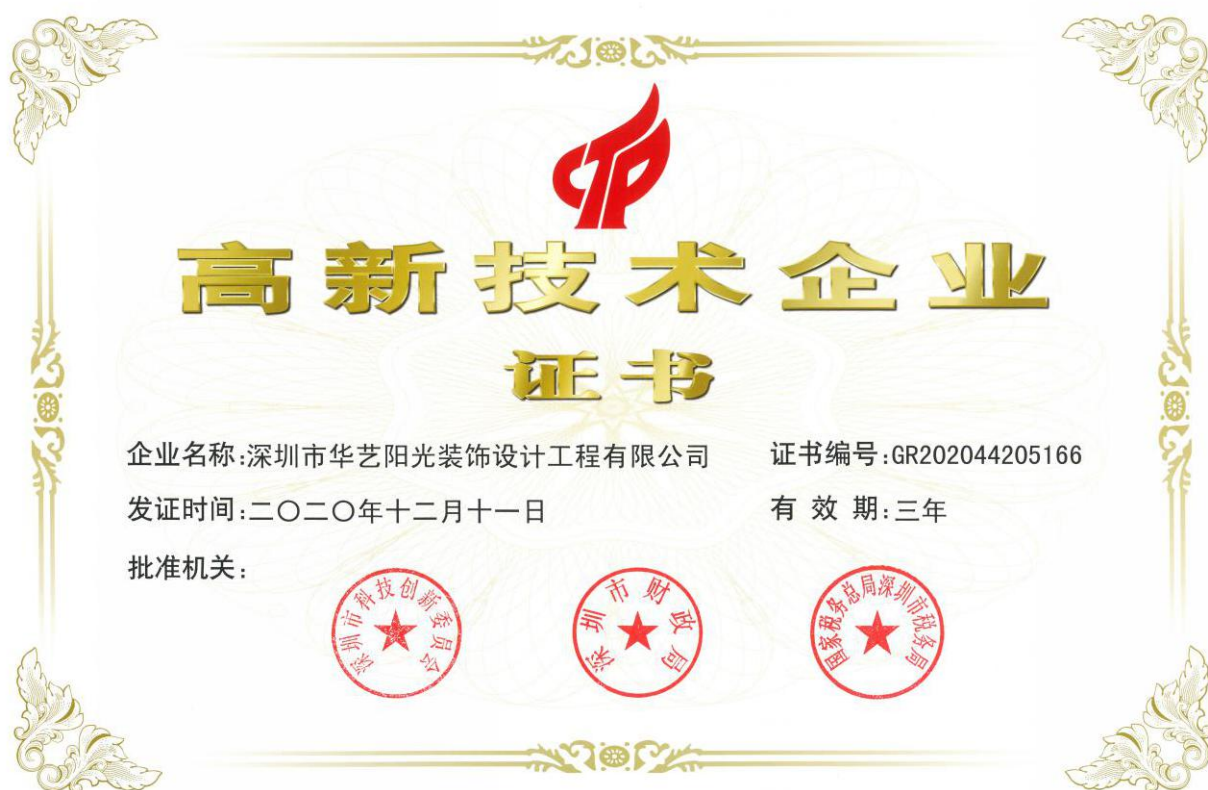 CTP
高新技术企业
证书
企业名称:深圳市华艺阳光装饰设计工程有限公司
证书编号:GR202044205166
发证时间:二〇二〇年十二月十一日
有 效 期:三年
批准机关:
深圳市科技创新委员会
深圳市财政局
国家税务总局深圳市税务局